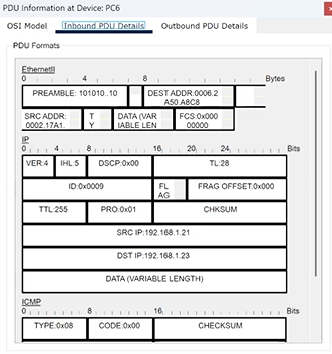 PDU Information at Device: PC6
OSI Model Inbound PDU Details Outbound PDU Details
PDU Formats
EthernetII
0 4 8 Bytes
PREAMBLE: 101010..10 DEST ADDR:0006.2
A50.A8C8
SRC ADDR: T DATA (VAR FCS:0x000
0002.17A1. Y IABLE LEN 00000
IP
0 4 8 16 20 24 Bits
VER:4 IHL:5 DSCP:0x00 TL:28
ID:0x0009 FL FRAG OFFSET:0x000
AG
TTL:255 PRO:0x01 CHKSUM
SRC IP:192.168.1.21
DST IP:192.168.1.23
DATA (VARIABLE LENGTH)
ICMP
0 8 16 Bits
TYPE:0x08 CODE:0x00 CHECKSUM